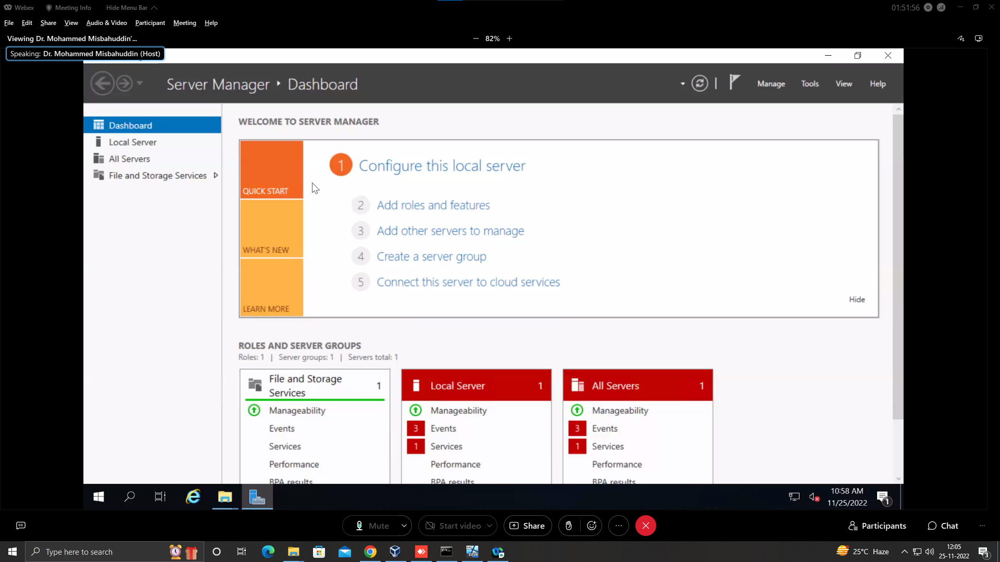 Webex Meeting Info Hide Menu Bar 01:51:56
File Edit Share View Audio & Video Participant Meeting Help
Viewing Dr. Mohammed Misbahuddin'... 82%
Speaking: Dr. Mohammed Misbahuddin (Host)
Server Manager Dashboard Manage Tools View Help
Dashboard
Local Server
All Servers
File and Storage Services
WELCOME TO SERVER MANAGER
QUICK START
WHAT'S NEW
LEARN MORE
1 Configure this local server
2 Add roles and features
3 Add other servers to manage
4 Create a server group
5 Connect this server to cloud services
Hide
ROLES AND SERVER GROUPS
Roles: 1 | Server groups: 1 | Servers total: 1
File and Storage
Services 1
Manageability
Events
Services
Performance
BPA results
Local Server 1
Manageability
3 Events
1 Services
Performance
BPA results
All Servers 1
Manageability
3 Events
1 Services
Performance
BPA results
10:58 AM
11/25/2022
1
Mute Start video Share Participants Chat
Type here to search
2016
25°C Haze
12:05
25-11-2022
3